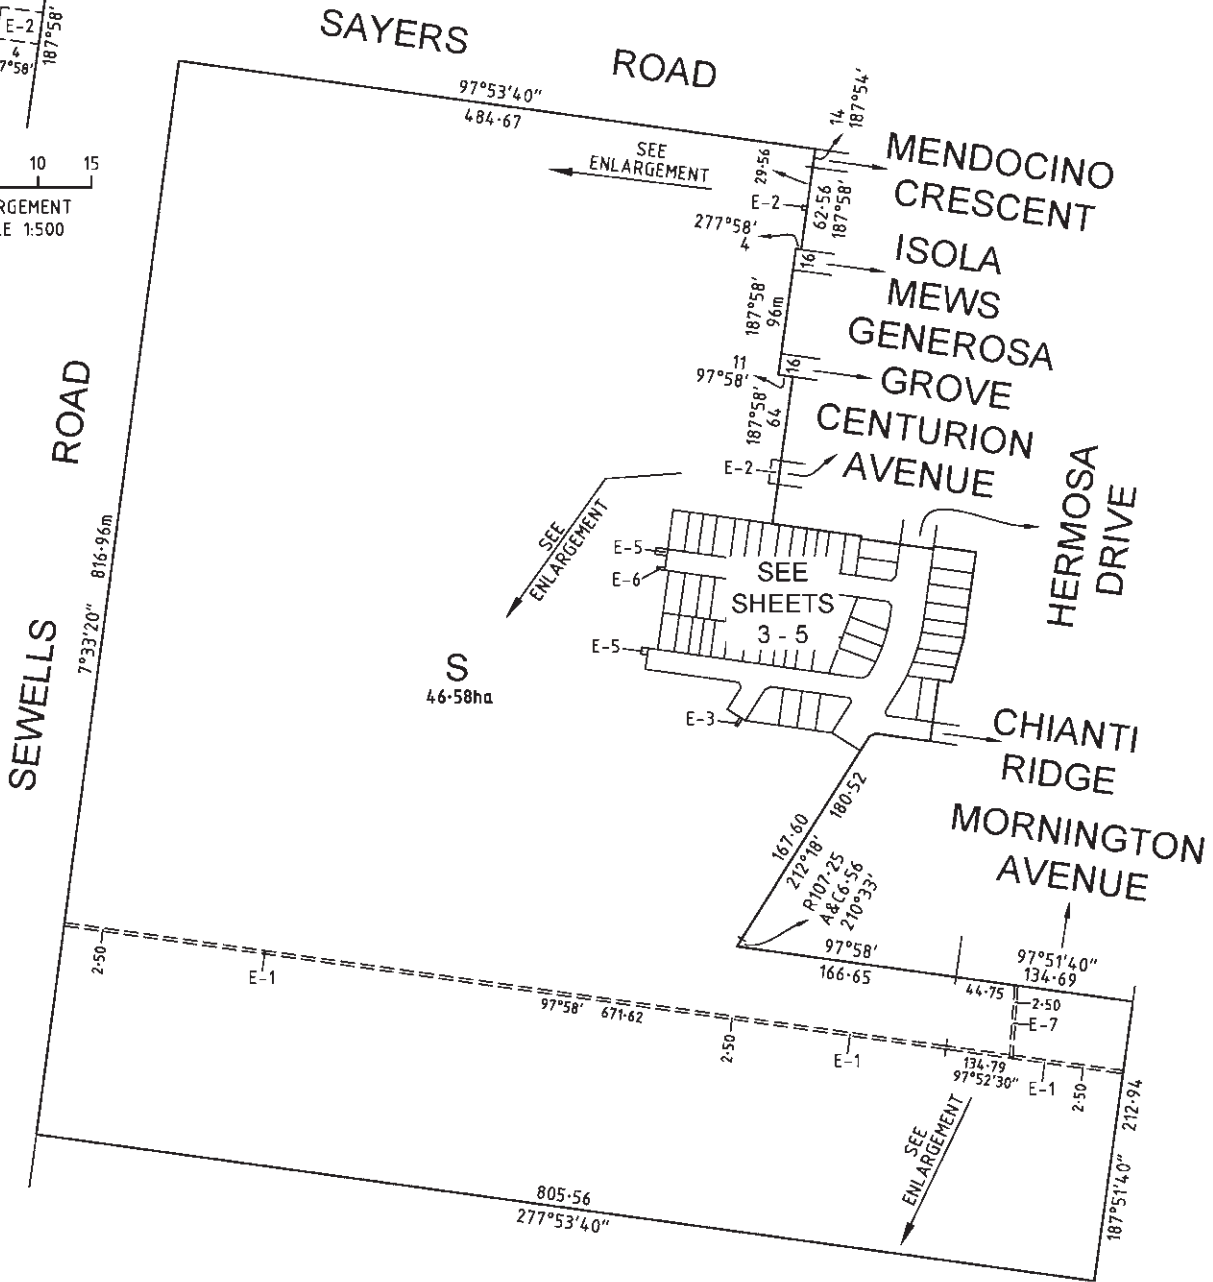 E-2
187°58'
4
7°58'
10 15
RGEMENT
LE 1:500
SAYERS ROAD
97°53'40"
484·67
14
187°54'
SEE
ENLARGEMENT
29·56
E-2
62·56
187°58'
277°58'
4
MENDOCINO
CRESCENT
16
ISOLA
MEWS
187°58'
96m
GENEROSA
GROVE
16
11
97°58'
187°58'
64
CENTURION
AVENUE
E-2
HERMOSA
DRIVE
SEE
ENLARGEMENT
E-5
E-6
E-5
E-3
SEE
SHEETS
3 - 5
SEWELLS ROAD
7°33'20" 816·96m
S
46·58ha
CHIANTI
RIDGE
MORNINGTON
AVENUE
167·60 180·52
212°18'
R107·25
A&C6·56
210°33'
97°58'
166·65
97°51'40"
134·69
44·75
2·50
E-7
2·50
E-1
97°58' 671·62
2·50
E-1
134·79
97°52'30"
E-1
2·50
212·94
187°51'40"
SEE
ENLARGEMENT
805·56
277°53'40"